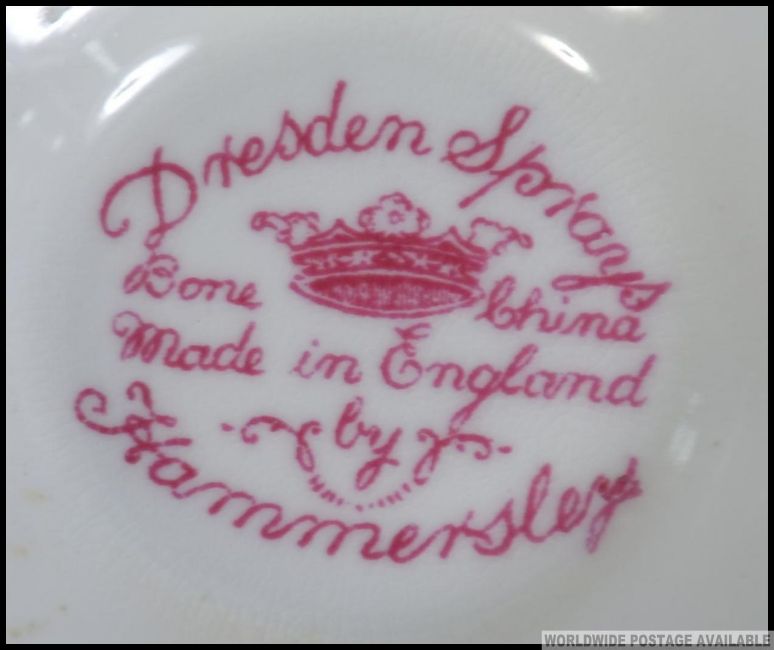 Dresden Sprays
Bone China
Made in England
by
Hammersley
WORLDWIDE POSTAGE AVAILABLE